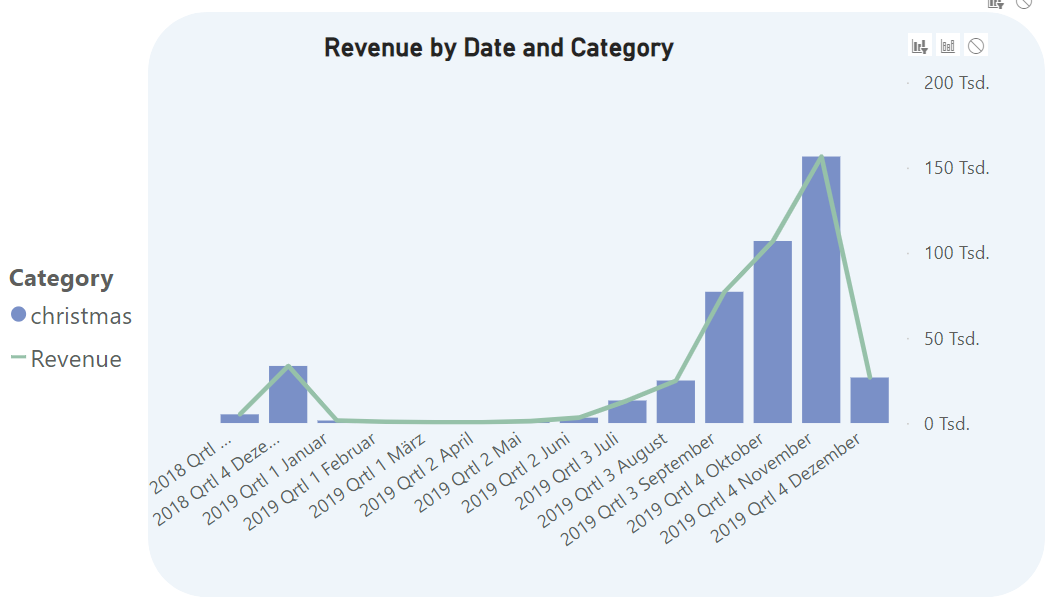 Revenue by Date and Category
200 Tsd.
150 Tsd.
100 Tsd.
50 Tsd.
0 Tsd.
Category
christmas
Revenue
2018 Qrtl ...
2018 Qrtl 4 Deze...
2019 Qrtl 1 Januar
2019 Qrtl 1 Februar
2019 Qrtl 1 März
2019 Qrtl 2 April
2019 Qrtl 2 Mai
2019 Qrtl 2 Juni
2019 Qrtl 3 Juli
2019 Qrtl 3 August
2019 Qrtl 3 September
2019 Qrtl 4 Oktober
2019 Qrtl 4 November
2019 Qrtl 4 Dezember